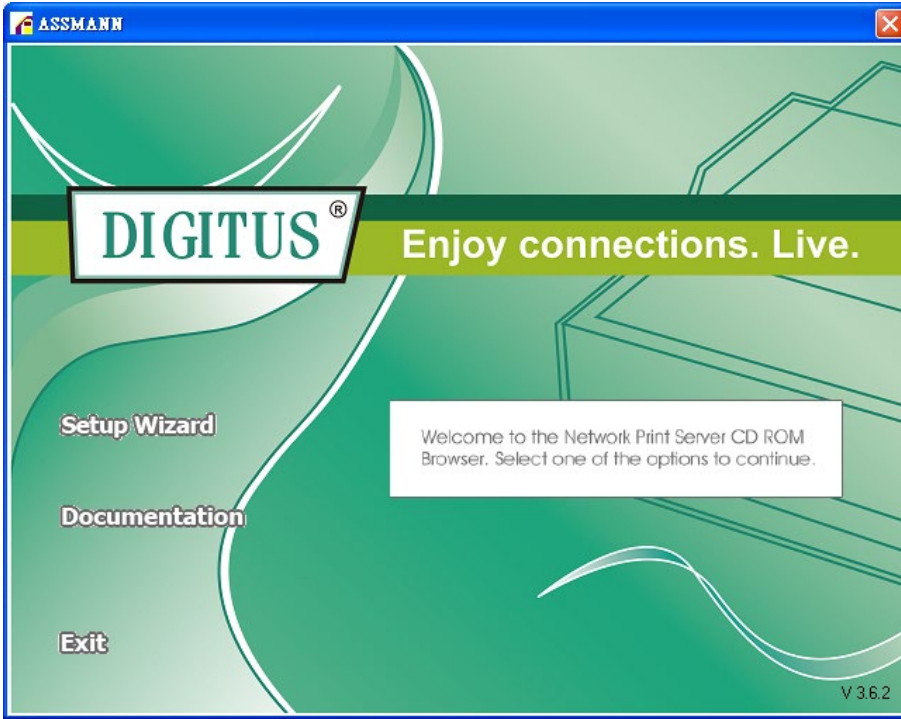 ASSMANN
DIGITUS®
Enjoy connections. Live.
Setup Wizard
Welcome to the Network Print Server CD ROM
Browser. Select one of the options to continue.
Documentation
Exit
V 3.6.2